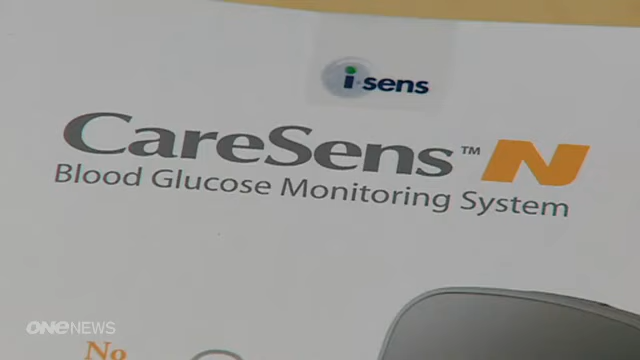 i·sens
CareSens™ N
Blood Glucose Monitoring System
ONE NEWS
No